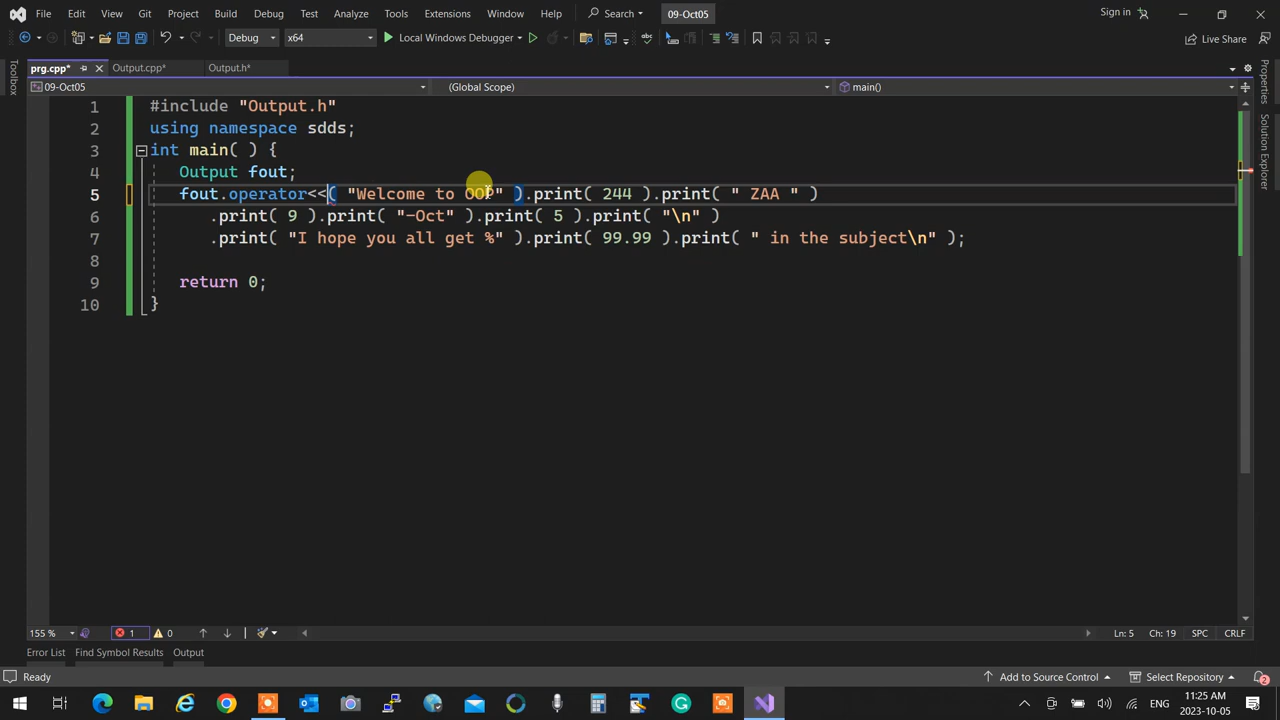 File Edit View Git Project Build Debug Test Analyze Tools Extensions Window Help Search 09-Oct05 Sign in
Debug x64 Local Windows Debugger Live Share
prg.cpp* Output.cpp* Output.h*
09-Oct05 (Global Scope) main()
1 #include "Output.h"
2 using namespace sdds;
3 int main( ) {
4 Output fout;
5 fout.operator<<( "Welcome to OOP" ).print( 244 ).print( " ZAA " )
6 .print( 9 ).print( "-Oct" ).print( 5 ).print( "\n" )
7 .print( "I hope you all get %" ).print( 99.99 ).print( " in the subject\n" );
8
9 return 0;
10 }
Toolbox
Properties
Solution Explorer
155 % 1 0 Ln: 5 Ch: 19 SPC CRLF
Error List Find Symbol Results Output
Ready Add to Source Control Select Repository 2
ENG 11:25 AM
2023-10-05